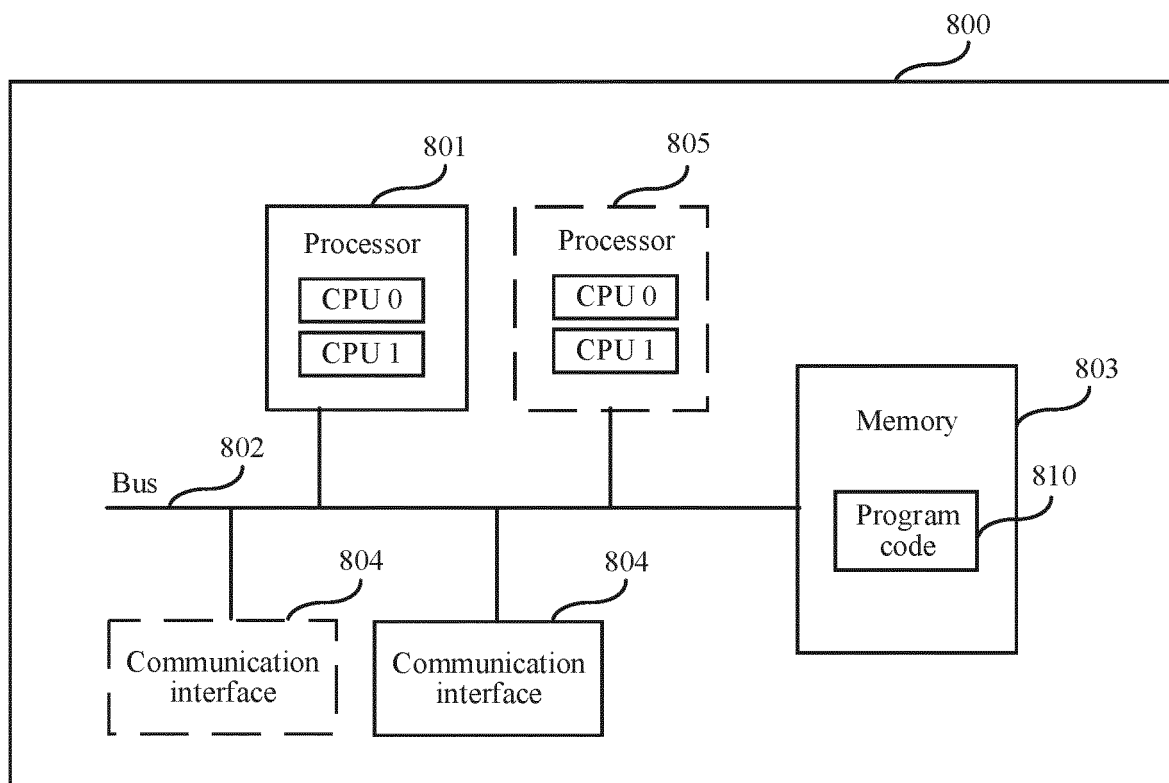 800
801
805
Processor
CPU 0
CPU 1
Processor
CPU 0
CPU 1
803
Memory
802
Bus
810
Program
code
804
804
Communication
interface
Communication
interface